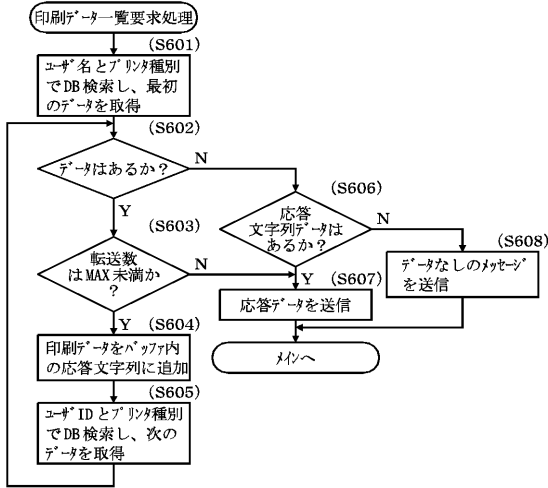 印刷データ一覧要求処理
(S601)
ユーザ名とプリンタ種別
でDB検索し、最初
のデータを取得
(S602)
データはあるか？
N
Y
(S603)
転送数
はMAX未満か
？
N
Y
(S604)
印刷データをバッファ内
の応答文字列に追加
(S605)
ユーザIDとプリンタ種別
でDB検索し、次の
データを取得
(S606)
応答
文字列データは
あるか？
N
Y
(S607)
応答データを送信
(S608)
データなしのメッセージ
を送信
メインへ